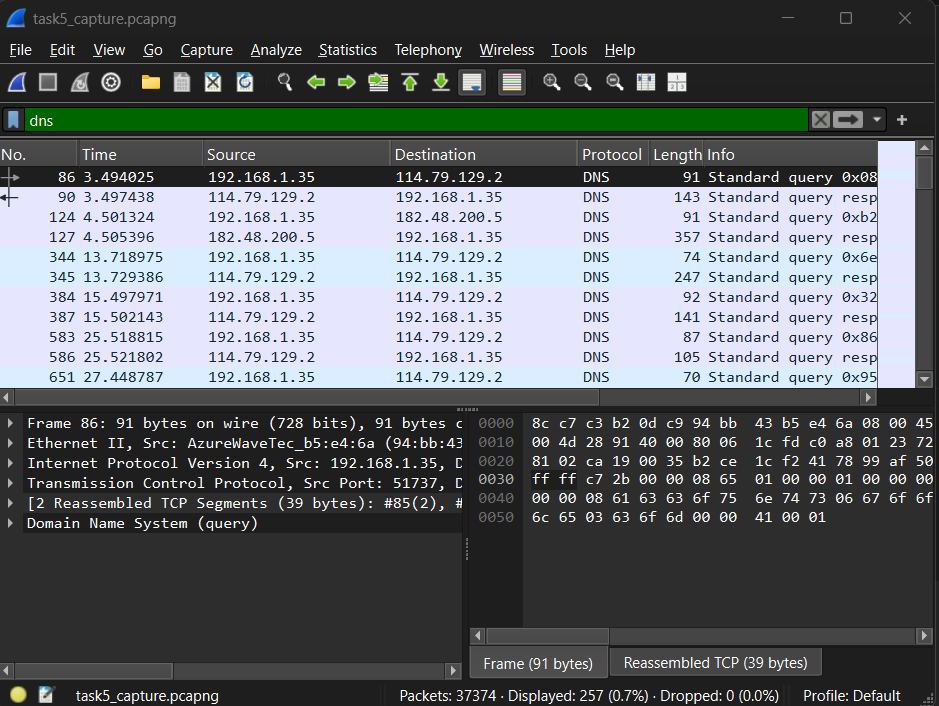 task5_capture.pcapng
File Edit View Go Capture Analyze Statistics Telephony Wireless Tools Help
dns
No. Time Source Destination Protocol Length Info
86 3.494025 192.168.1.35 114.79.129.2 DNS 91 Standard query 0x08
90 3.497438 114.79.129.2 192.168.1.35 DNS 143 Standard query resp
124 4.501324 192.168.1.35 182.48.200.5 DNS 91 Standard query 0xb2
127 4.505396 182.48.200.5 192.168.1.35 DNS 357 Standard query resp
344 13.718975 192.168.1.35 114.79.129.2 DNS 74 Standard query 0x6e
345 13.729386 114.79.129.2 192.168.1.35 DNS 247 Standard query resp
384 15.497971 192.168.1.35 114.79.129.2 DNS 92 Standard query 0x32
387 15.502143 114.79.129.2 192.168.1.35 DNS 141 Standard query resp
583 25.518815 192.168.1.35 114.79.129.2 DNS 87 Standard query 0x86
586 25.521802 114.79.129.2 192.168.1.35 DNS 105 Standard query resp
651 27.448787 192.168.1.35 114.79.129.2 DNS 70 Standard query 0x95
Frame 86: 91 bytes on wire (728 bits), 91 bytes c
Ethernet II, Src: AzureWaveTec_b5:e4:6a (94:bb:43
Internet Protocol Version 4, Src: 192.168.1.35, D
Transmission Control Protocol, Src Port: 51737, D
[2 Reassembled TCP Segments (39 bytes): #85(2), #
Domain Name System (query)
0000 8c c7 c3 b2 0d c9 94 bb 43 b5 e4 6a 08 00 45
0010 00 4d 28 91 40 00 80 06 1c fd c0 a8 01 23 72
0020 81 02 ca 19 00 35 b2 ce 1c f2 41 78 99 af 50
0030 ff ff c7 2b 00 00 08 65 01 00 00 01 00 00 00
0040 00 00 08 61 63 63 6f 75 6e 74 73 06 67 6f 6f
0050 6c 65 03 63 6f 6d 00 00 41 00 01
Frame (91 bytes) Reassembled TCP (39 bytes)
task5_capture.pcapng Packets: 37374 · Displayed: 257 (0.7%) · Dropped: 0 (0.0%) Profile: Default